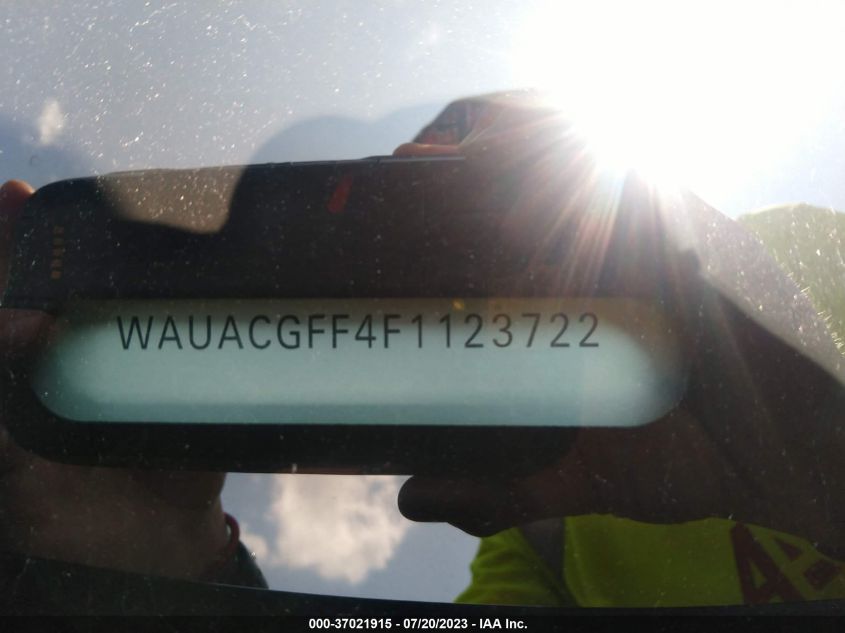 WAUACGFF4F1123722
000-37021915 - 07/20/2023 - IAA Inc.